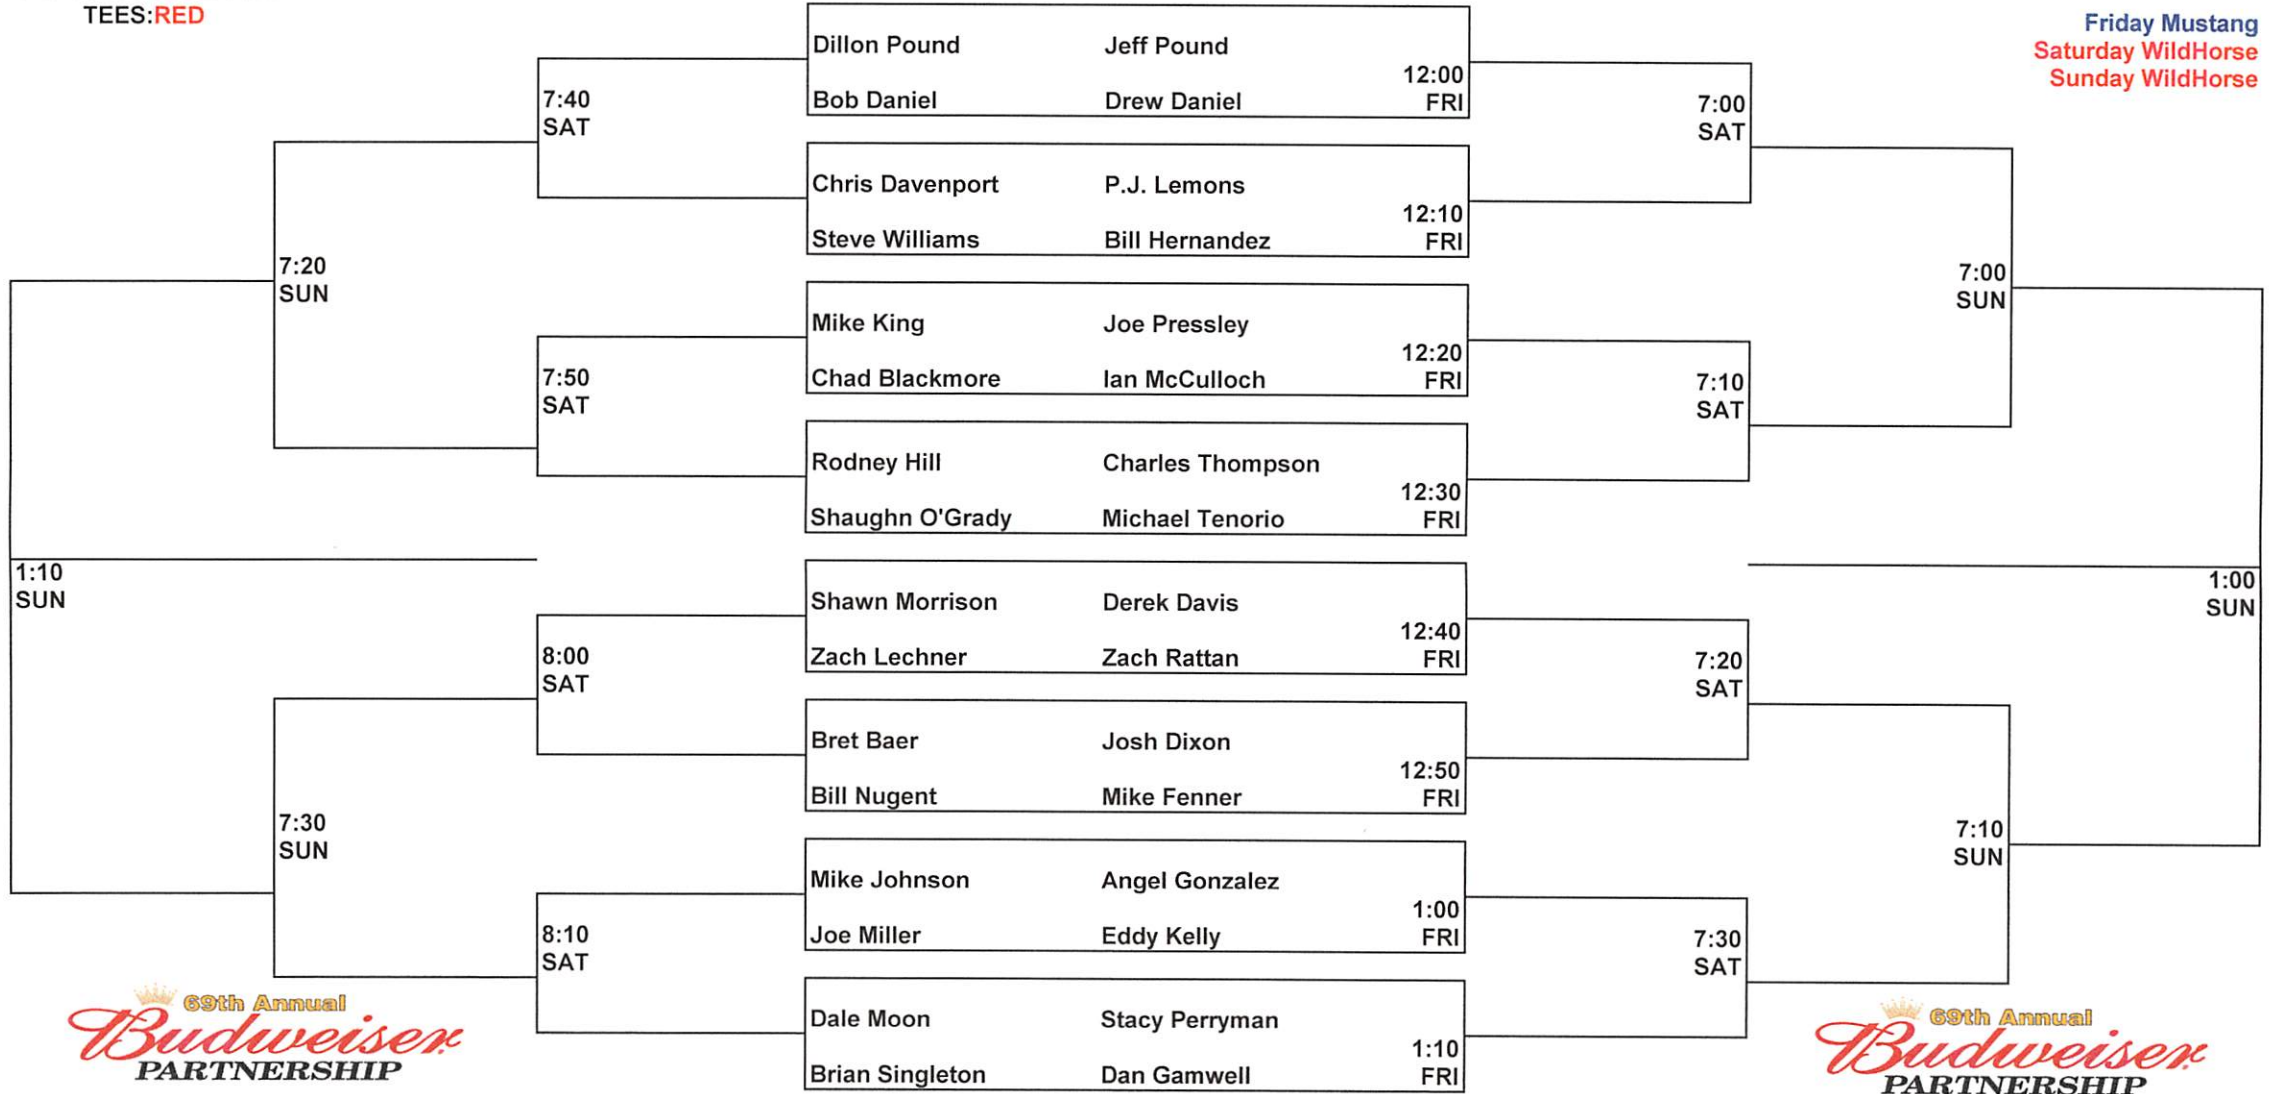 TEES:RED
Friday Mustang
Saturday WildHorse
Sunday WildHorse
Dillon Pound Jeff Pound
12:00
Bob Daniel Drew Daniel FRI
7:40
SAT
7:00
SAT
Chris Davenport P.J. Lemons
12:10
Steve Williams Bill Hernandez FRI
7:20
SUN
7:00
SUN
Mike King Joe Pressley
12:20
Chad Blackmore Ian McCulloch FRI
7:50
SAT
7:10
SAT
Rodney Hill Charles Thompson
12:30
Shaughn O'Grady Michael Tenorio FRI
1:10
SUN
1:00
SUN
Shawn Morrison Derek Davis
12:40
Zach Lechner Zach Rattan FRI
8:00
SAT
7:20
SAT
Bret Baer Josh Dixon
12:50
Bill Nugent Mike Fenner FRI
7:30
SUN
7:10
SUN
Mike Johnson Angel Gonzalez
1:00
Joe Miller Eddy Kelly FRI
8:10
SAT
7:30
SAT
Dale Moon Stacy Perryman
1:10
Brian Singleton Dan Gamwell FRI
69th Annual
Budweiser
PARTNERSHIP
69th Annual
Budweiser
PARTNERSHIP